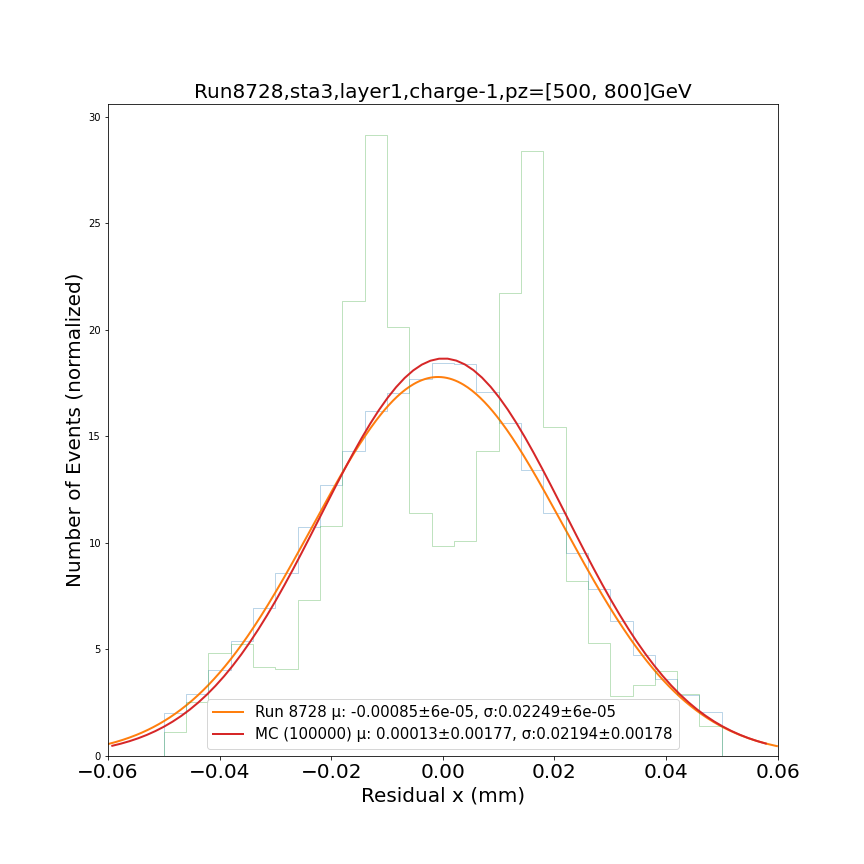 Run8728,sta3,layer1,charge-1,pz=[500, 800]GeV
30
25
20
15
10
5
0
Number of Events (normalized)
Run 8728 μ: -0.00085±6e-05, σ:0.02249±6e-05
MC (100000) μ: 0.00013±0.00177, σ:0.02194±0.00178
−0.06 −0.04 −0.02 0.00 0.02 0.04 0.06
Residual x (mm)